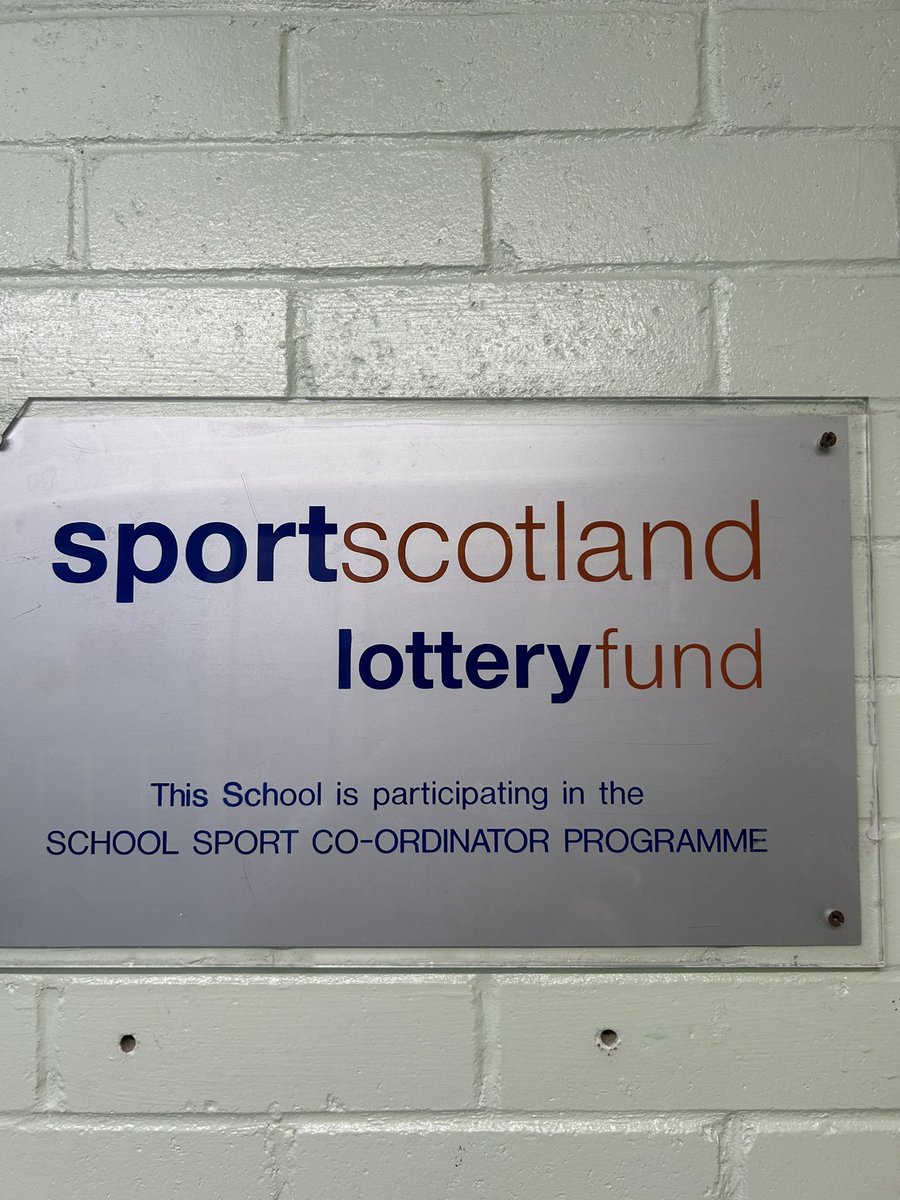 sportscotland
lotteryfund
This School is participating in the
SCHOOL SPORT CO-ORDINATOR PROGRAMME